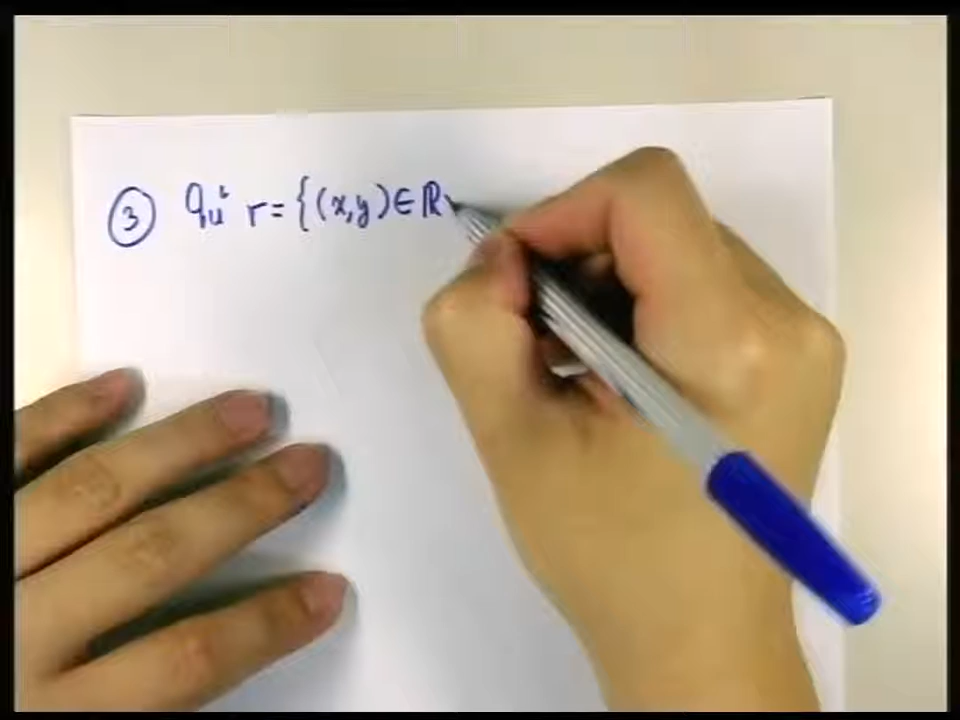 ③ ให้ r = {(x,y) ∈ ℝ